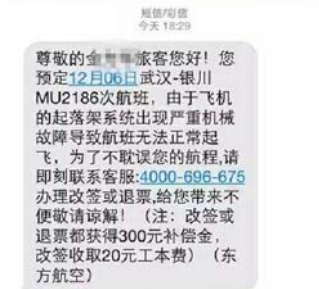 短信/彩信
今天 18:29
尊敬的金 旅客您好！您
预定12月06日武汉-银川
MU2186次航班，由于飞机
的起落架系统出现严重机械
故障导致航班无法正常起
飞，为了不耽误您的航程,请
即刻联系客服:4000-696-675
办理改签或退票,给您带来不
便敬请谅解！（注：改签或
退票都获得300元补偿金，
改签收取20元工本费）（东
方航空）